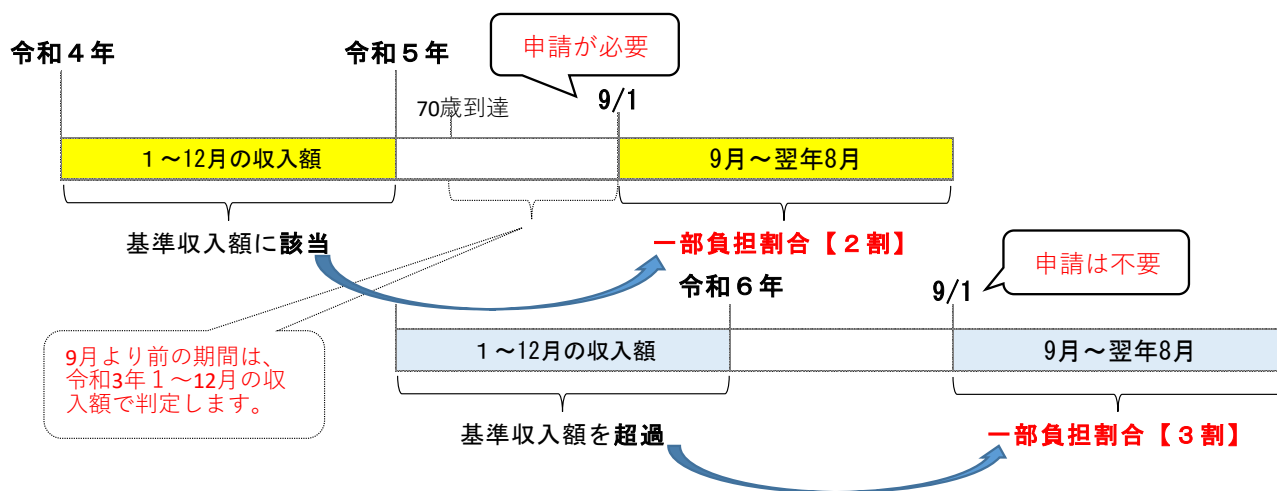 令和４年
令和５年
申請が必要
70歳到達
9/1
１～12月の収入額
9月～翌年8月
基準収入額に該当
一部負担割合【２割】
令和６年
9/1
申請は不要
１～12月の収入額
9月～翌年8月
9月より前の期間は、
令和3年１～12月の収
入額で判定します。
基準収入額を超過
一部負担割合【３割】